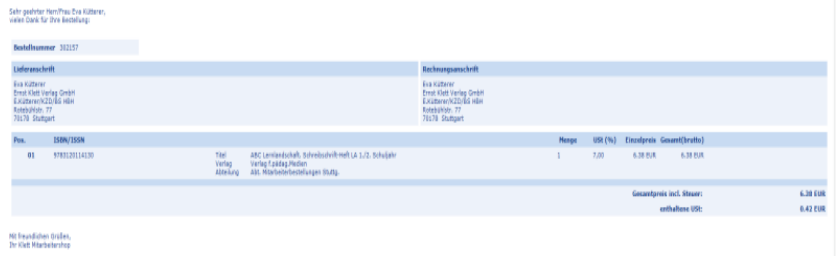 Sehr geehrter Herr/Frau Eva Kütterer,
vielen Dank für Ihre Bestellung:
Bestellnummer 302157
Lieferanschrift Rechnungsanschrift
Eva Kütterer Eva Kütterer
Ernst Klett Verlag GmbH Ernst Klett Verlag GmbH
E.Kütterer/KZD/BS HBH E.Kütterer/KZD/BS HBH
Rotebühlstr. 77 Rotebühlstr. 77
70178 Stuttgart 70178 Stuttgart
Pos. ISBN/ISSN Menge USt (%) Einzelpreis Gesamt(brutto)
01 9783120114130 Titel ABC Lernlandschaft. Schreibschrift-Heft LA 1./2. Schuljahr 1 7,00 6.38 EUR 6.38 EUR
Verlag Verlag f.pädag.Medien
Abteilung Abt. Mitarbeiterbestellungen Stuttg.
Gesamtpreis incl. Steuer: 6.38 EUR
enthaltene USt: 0.42 EUR
Mit freundlichen Grüßen,
Ihr Klett Mitarbeitershop